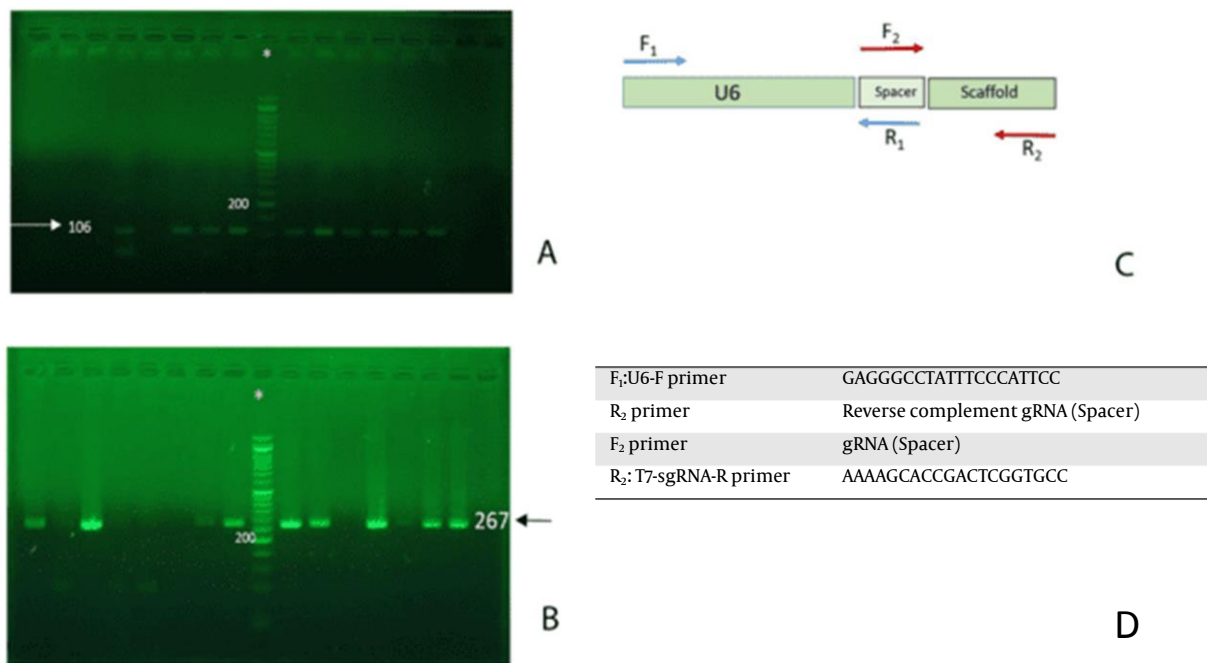 *
200
106
A
F₁
F₂
U6
Spacer
Scaffold
R₁
R₂
C
*
267
200
B
F₁:U6-F primer GAGGGCCTATTTCCCATTCC
R₂ primer Reverse complement gRNA (Spacer)
F₂ primer gRNA (Spacer)
R₂: T7-sgRNA-R primer AAAAGCACCGACTCGGTGCC
D